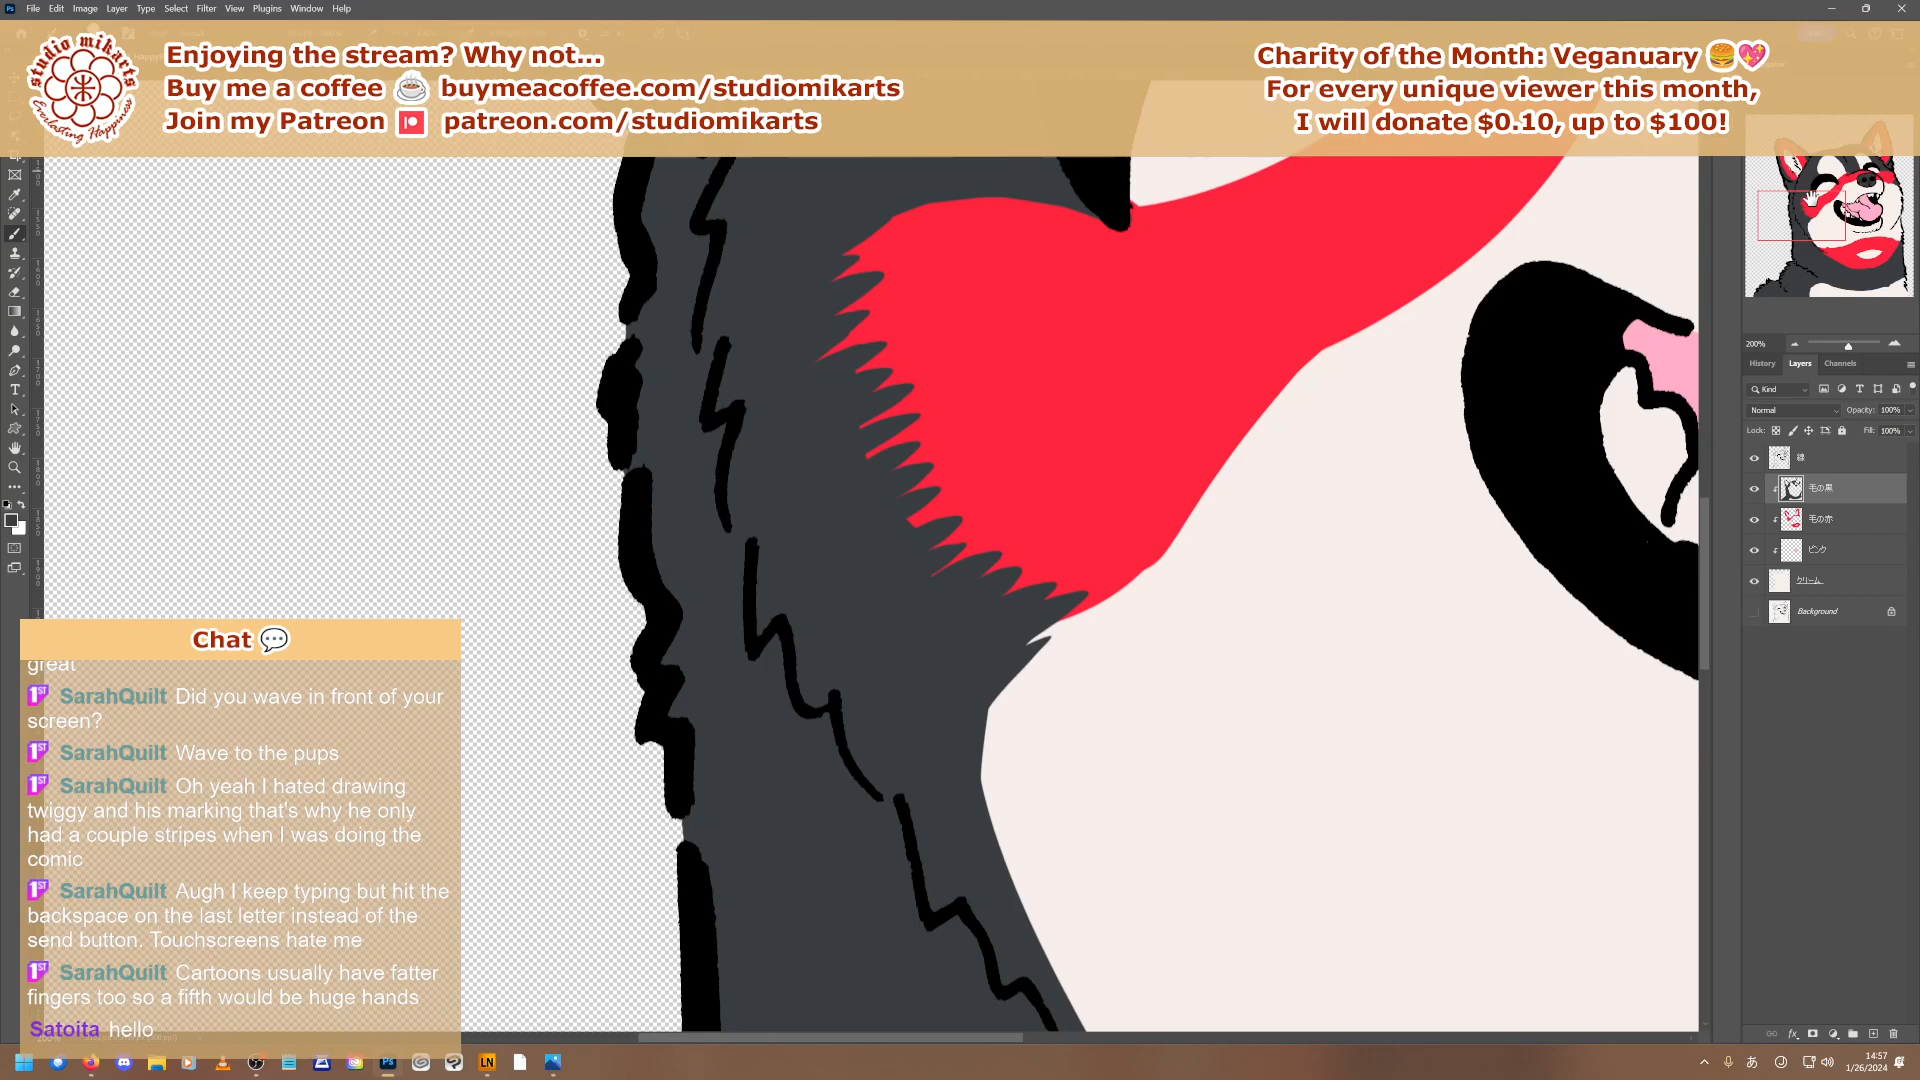 File Edit Image Layer Type Select Filter View Plugins Window Help
studio mikarts
Everlasting Happiness
Enjoying the stream? Why not...
Buy me a coffee ☕ buymeacoffee.com/studiomikarts
Join my Patreon patreon.com/studiomikarts
Charity of the Month: Veganuary 🍔💖
For every unique viewer this month,
I will donate $0.10, up to $100!
200%
History Layers Channels
Kind
Normal Opacity: 100%
Lock: Fill: 100%
線
毛の黒
毛の赤
ピンク
クリーム
Background
Chat 💬
great
SarahQuilt Did you wave in front of your
screen?
SarahQuilt Wave to the pups
SarahQuilt Oh yeah I hated drawing
twiggy and his marking that's why he only
had a couple stripes when I was doing the
comic
SarahQuilt Augh I keep typing but hit the
backspace on the last letter instead of the
send button. Touchscreens hate me
SarahQuilt Cartoons usually have fatter
fingers too so a fifth would be huge hands
Satoita hello
あ
14:57
1/26/2024